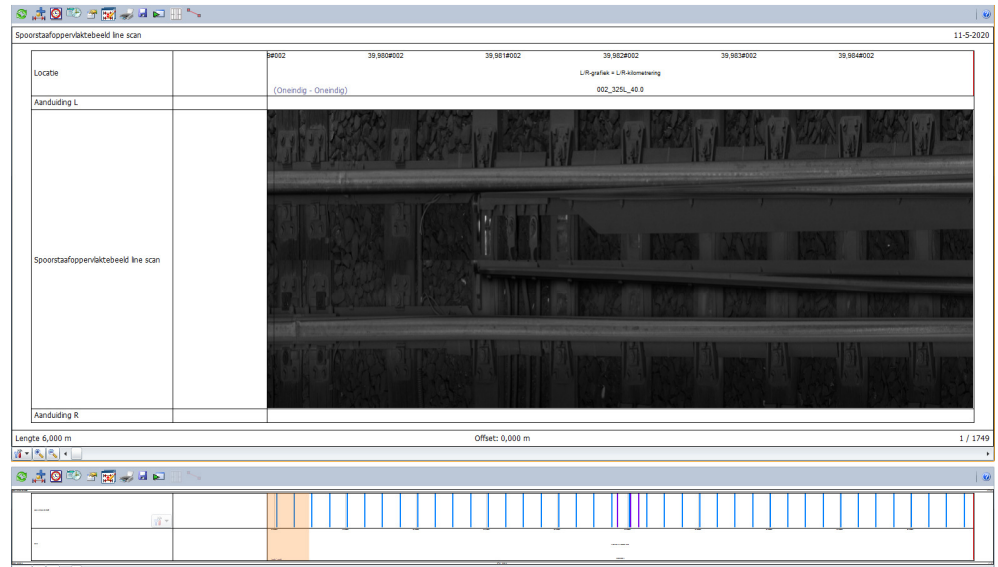 Spoorstaafoppervlaktebeeld line scan 11-5-2020
#002 39,980#002 39,981#002 39,982#002 39,983#002 39,984#002
Locatie
L/R-grafiek = L/R-kilometrering
(Oneindig - Oneindig) 002_325L_40.0
Aanduiding L
Spoorstaafoppervlaktebeeld line scan
Aanduiding R
Lengte 6,000 m Offset: 0,000 m 1 / 1749